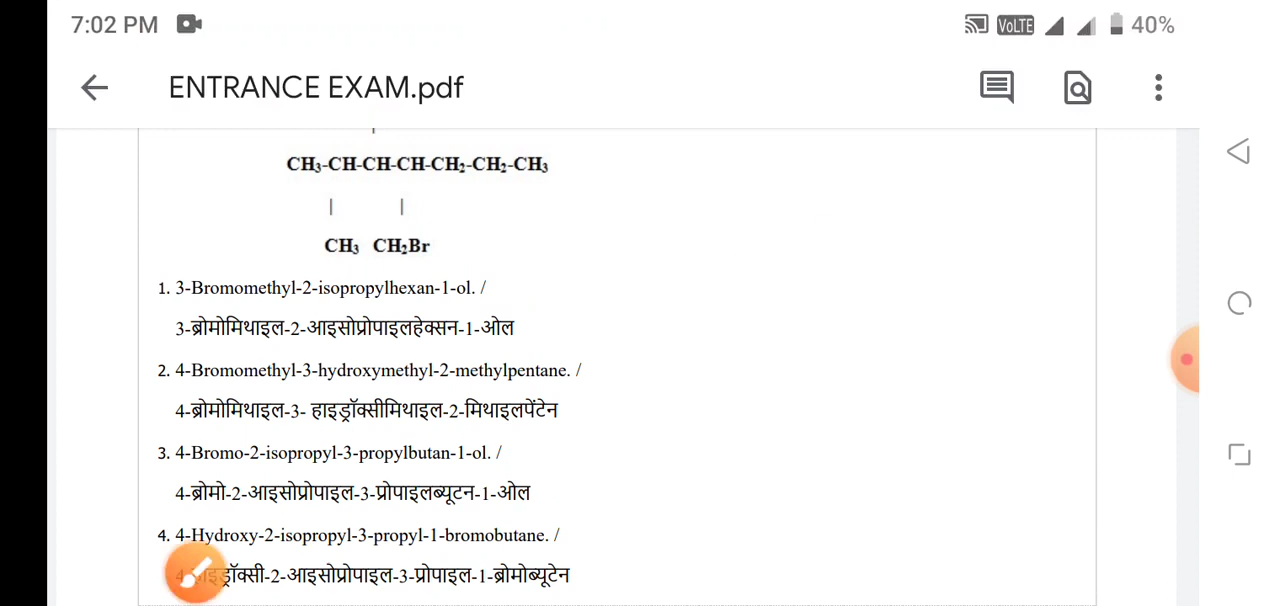 7:02 PM VoLTE 40%
ENTRANCE EXAM.pdf
CH₃-CH-CH-CH-CH₂-CH₂-CH₃
| |
CH₃ CH₂Br
1. 3-Bromomethyl-2-isopropylhexan-1-ol. /
3-ब्रोमोमिथाइल-2-आइसोप्रोपाइलहेक्सन-1-ओल
2. 4-Bromomethyl-3-hydroxymethyl-2-methylpentane. /
4-ब्रोमोमिथाइल-3- हाइड्रॉक्सीमिथाइल-2-मिथाइलपेंटेन
3. 4-Bromo-2-isopropyl-3-propylbutan-1-ol. /
4-ब्रोमो-2-आइसोप्रोपाइल-3-प्रोपाइलब्यूटन-1-ओल
4. 4-Hydroxy-2-isopropyl-3-propyl-1-bromobutane. /
-2-आइसोप्रोपाइल-3-प्रोपाइल-1-ब्रोमोब्यूटेन